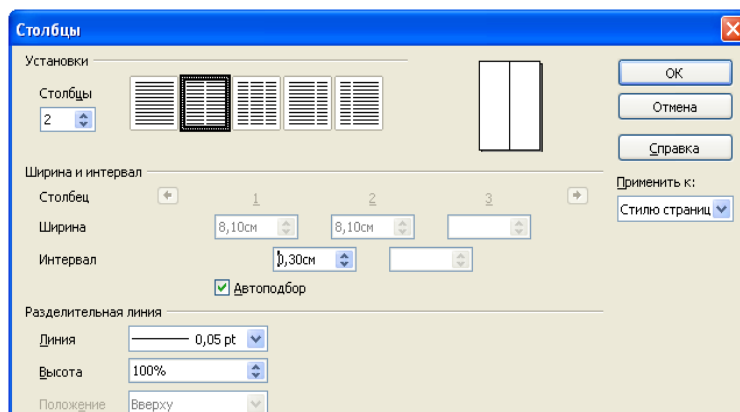 Столбцы
Установки
Столбцы
2
OK
Отмена
Справка
Применить к:
Стилю страниц
Ширина и интервал
Столбец 1 2 3
Ширина 8,10см 8,10см
Интервал 0,30см
Автоподбор
Разделительная линия
Линия 0,05 pt
Высота 100%
Положение Вверху